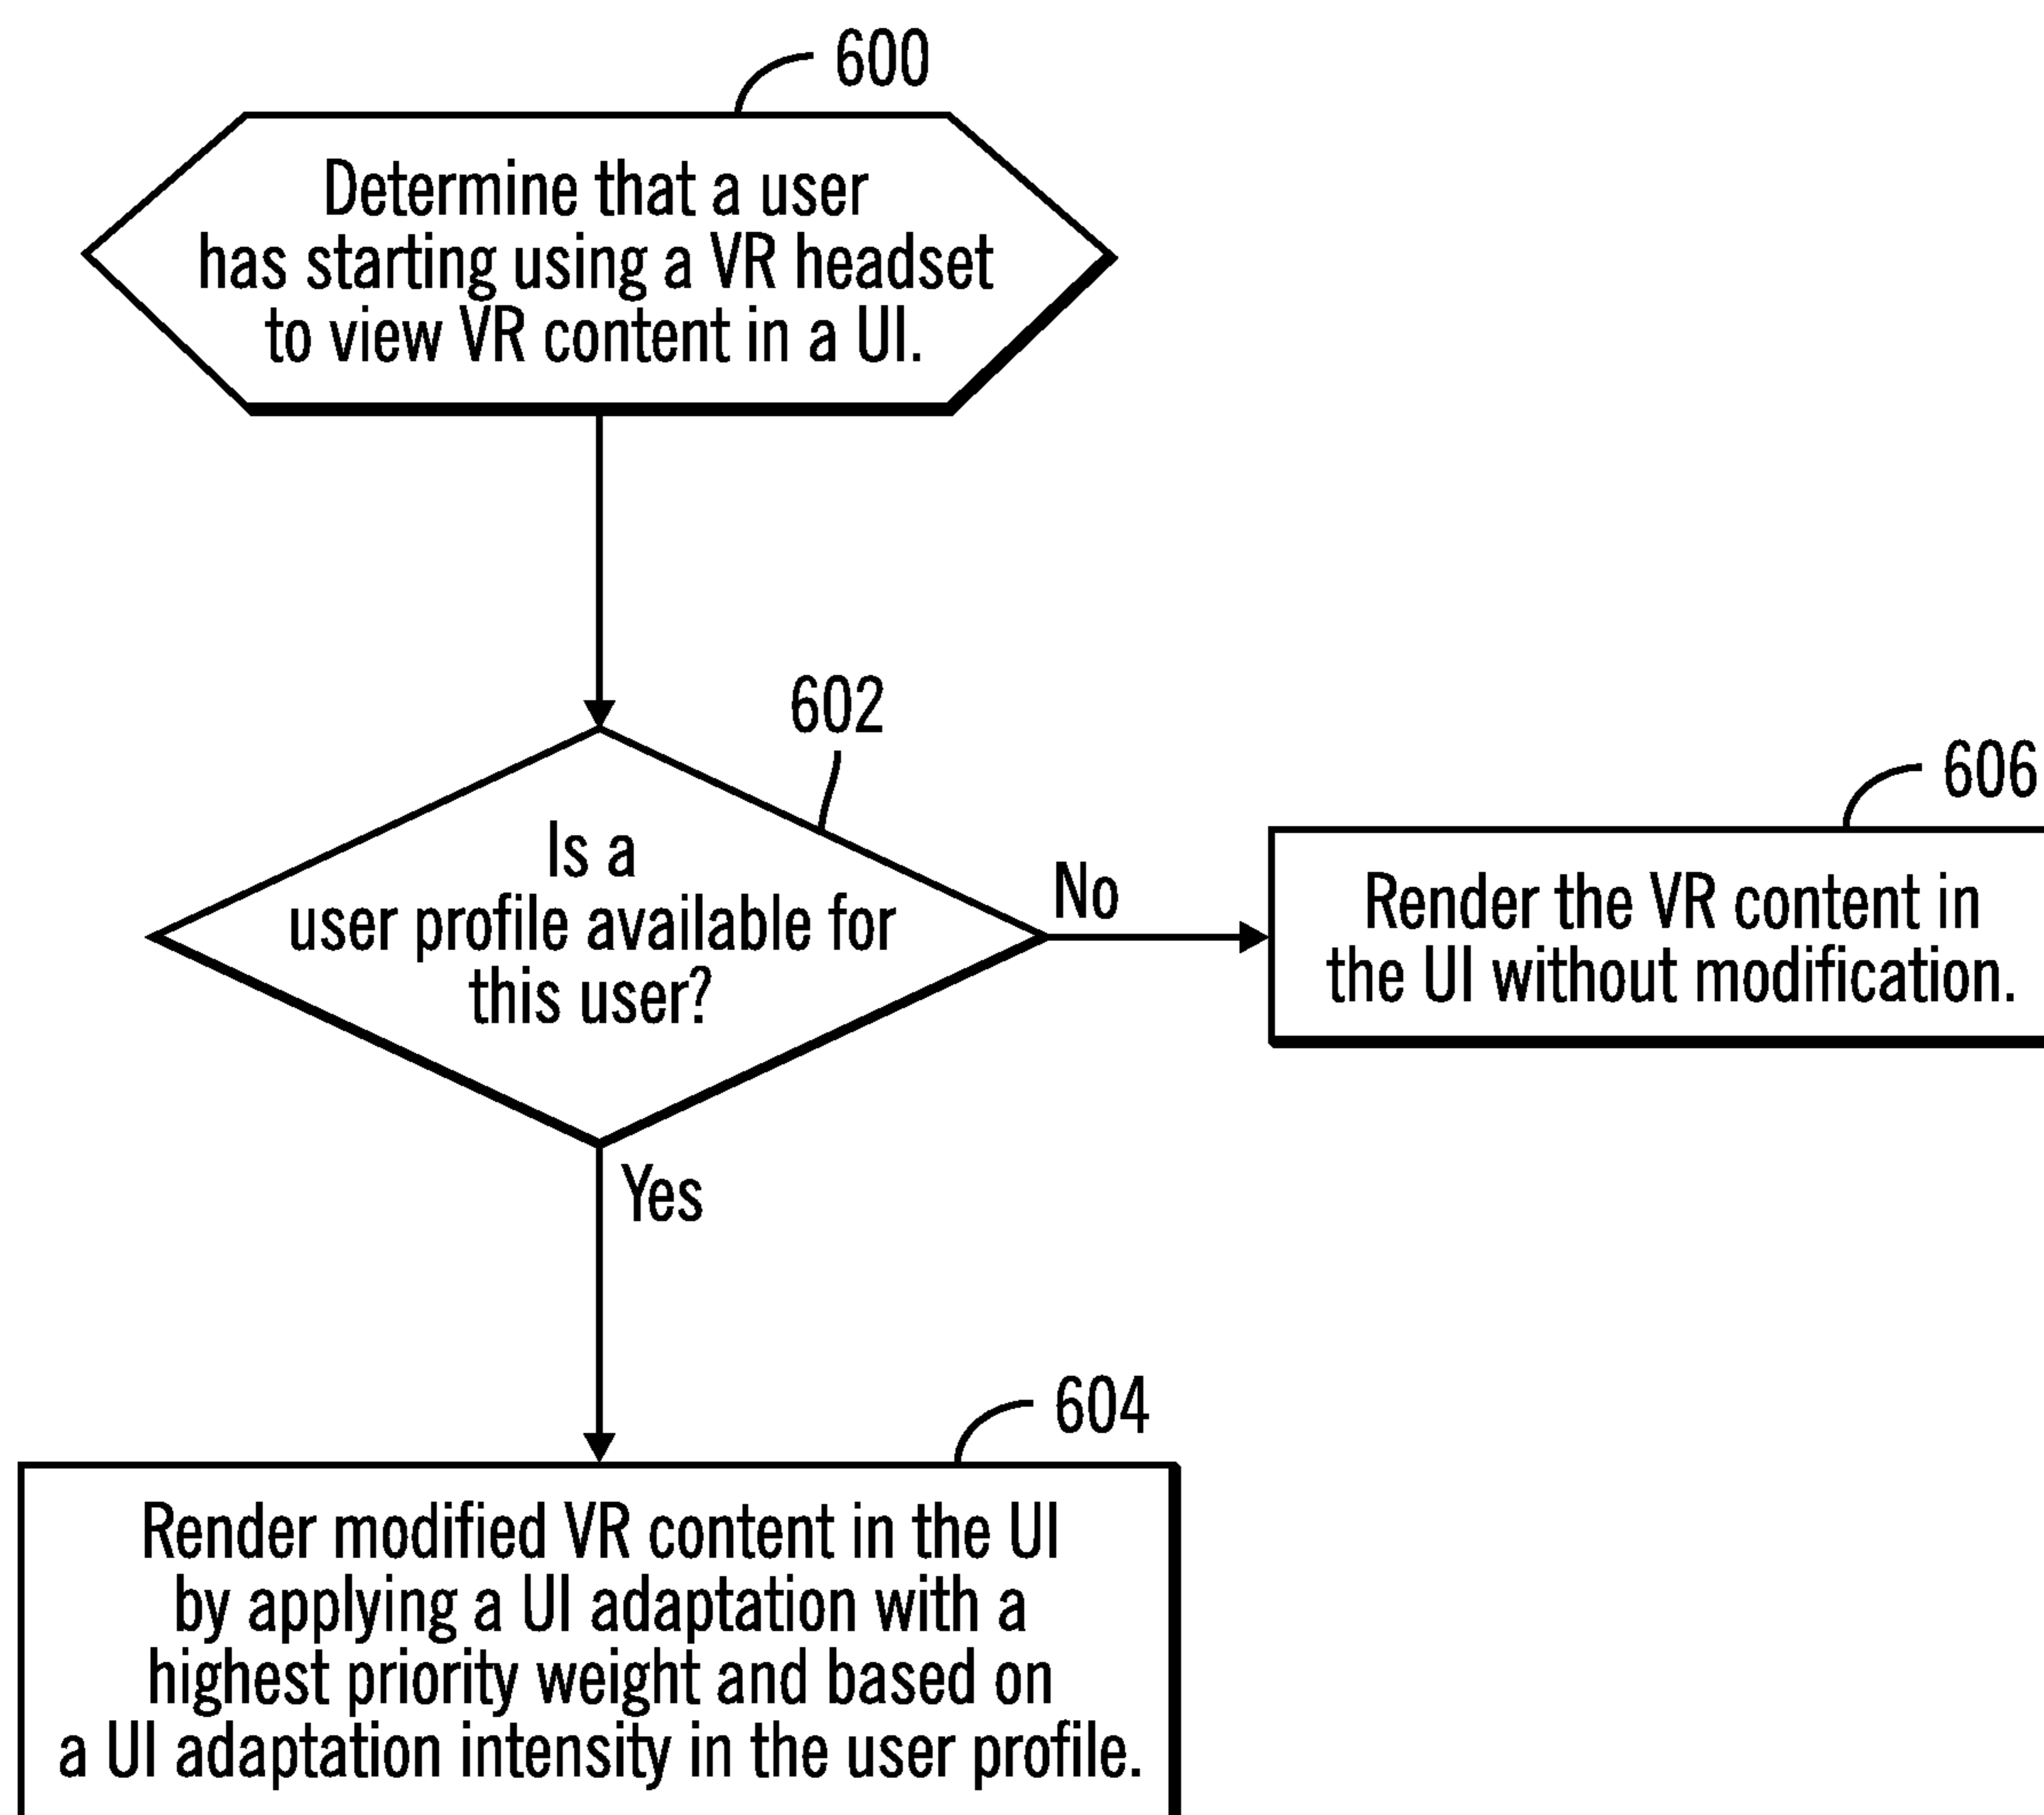 600
Determine that a user
has starting using a VR headset
to view VR content in a UI.
602
Is a
user profile available for
this user?
No
606
Render the VR content in
the UI without modification.
Yes
604
Render modified VR content in the UI
by applying a UI adaptation with a
highest priority weight and based on
a UI adaptation intensity in the user profile.